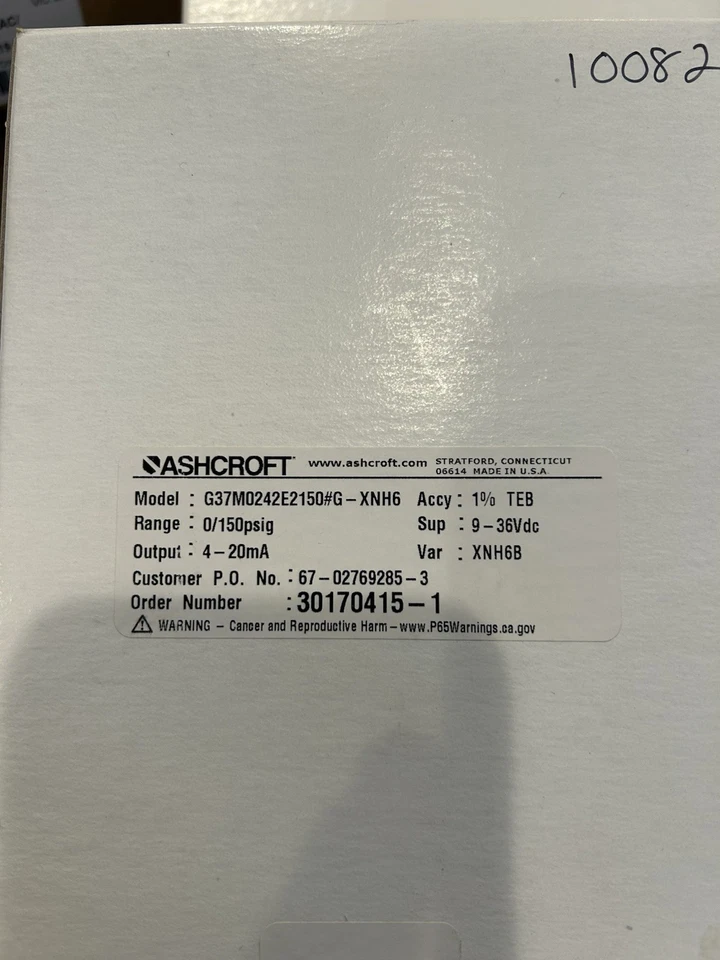 10082
ASHCROFT www.ashcroft.com STRATFORD, CONNECTICUT
06614 MADE IN U.S.A.
Model : G37M0242E2150#G-XNH6 Accy : 1% TEB
Range : 0/150psig Sup : 9-36Vdc
Output : 4-20mA Var : XNH6B
Customer P.O. No. : 67-02769285-3
Order Number : 30170415-1
⚠ WARNING - Cancer and Reproductive Harm-www.P65Warnings.ca.gov